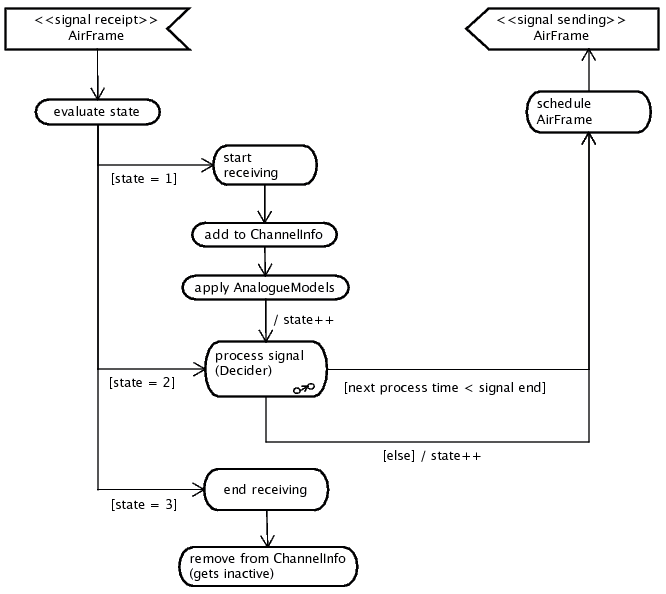 <<signal receipt>>
AirFrame
<<signal sending>>
AirFrame
evaluate state
schedule
AirFrame
start
receiving
[state = 1]
add to ChannelInfo
apply AnalogueModels
/ state++
process signal
(Decider)
[state = 2]
[next process time < signal end]
[else] / state++
end receiving
[state = 3]
remove from ChannelInfo
(gets inactive)